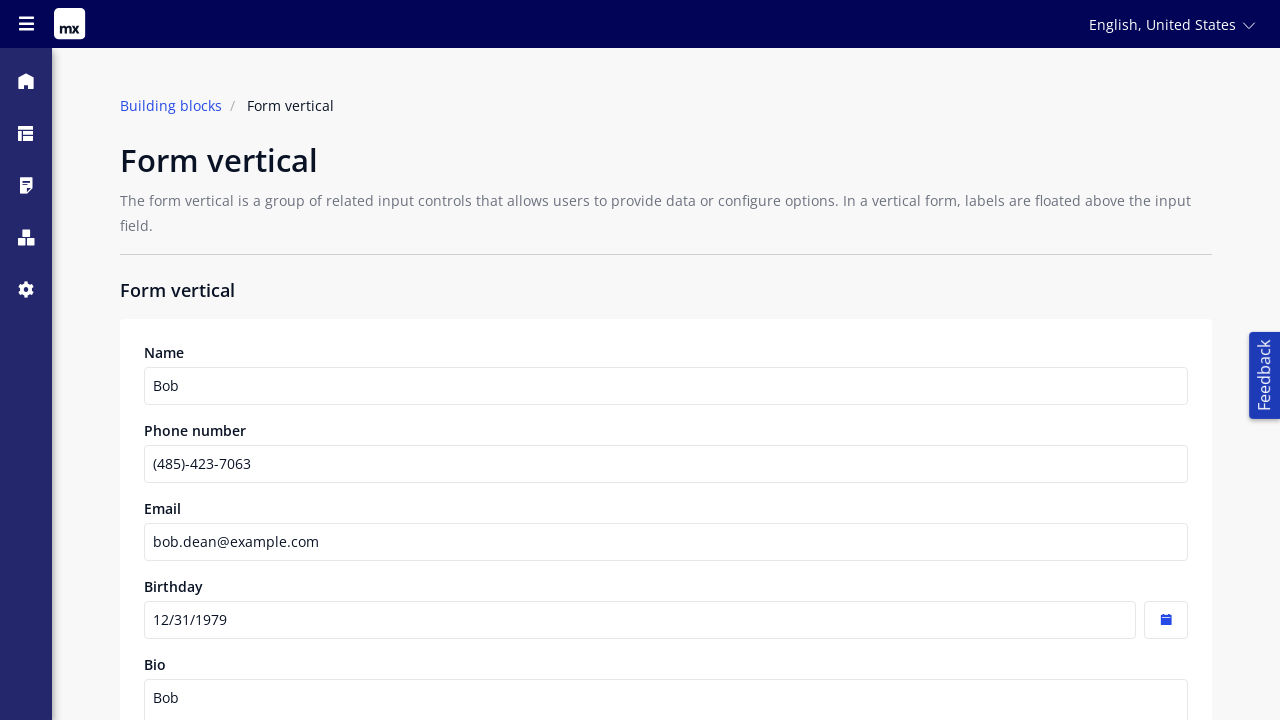 mx
English, United States
Building blocks / Form vertical
Form vertical
The form vertical is a group of related input controls that allows users to provide data or configure options. In a vertical form, labels are floated above the input
field.
Form vertical
Name
Bob
Phone number
(485)-423-7063
Email
bob.dean@example.com
Birthday
12/31/1979
Bio
Bob
Feedback